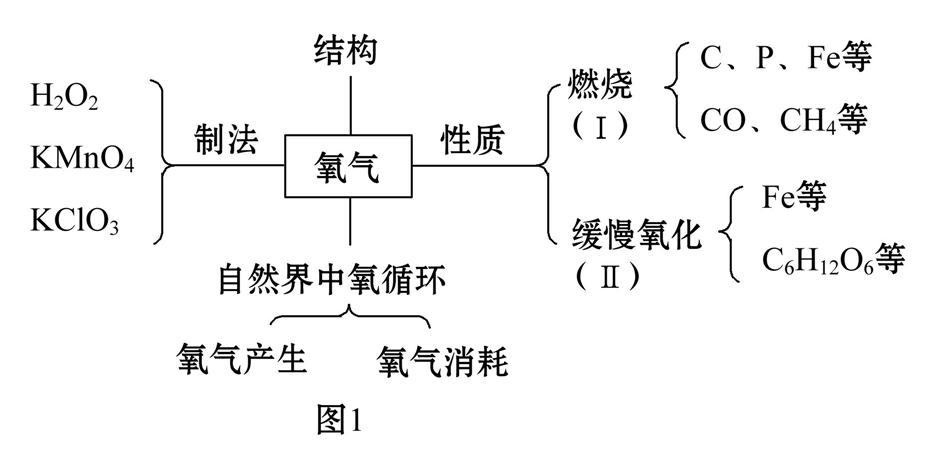 结构
H₂O₂
KMnO₄
KClO₃
制法
氧气
性质
燃烧
(Ⅰ)
C、P、Fe等
CO、CH₄等
缓慢氧化
(Ⅱ)
Fe等
C₆H₁₂O₆等
自然界中氧循环
氧气产生
氧气消耗
图1